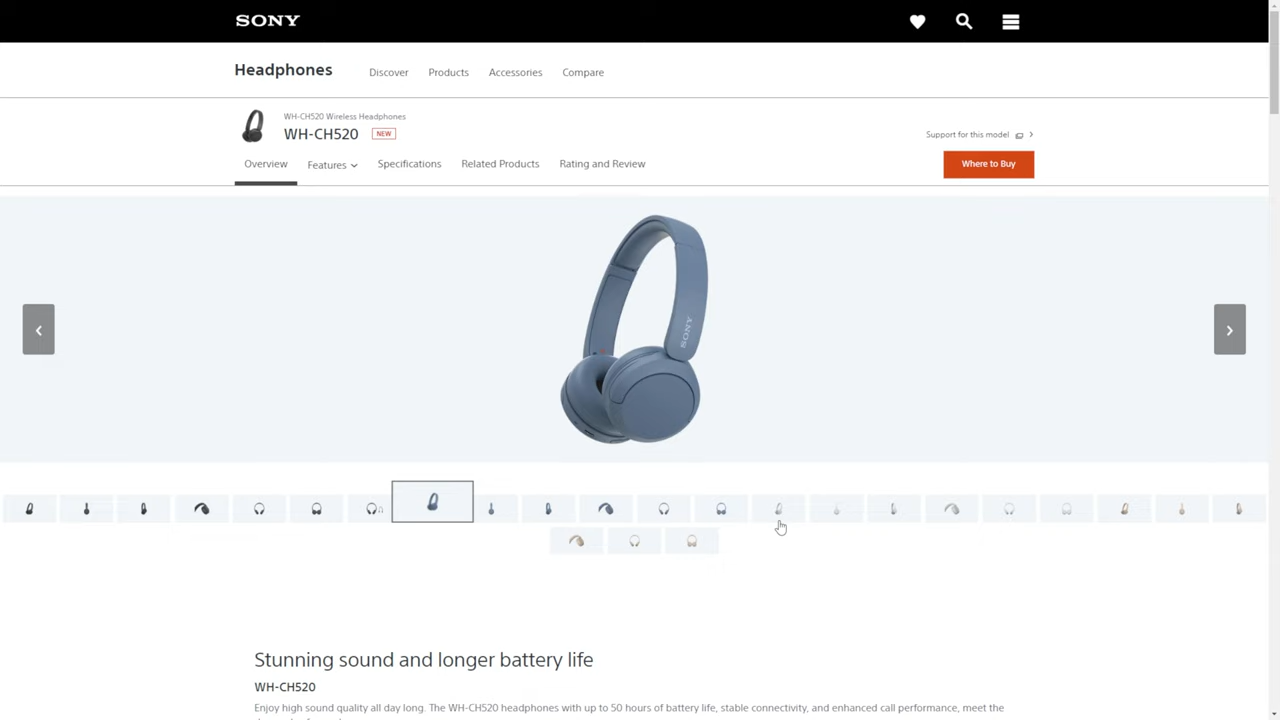 SONY
Headphones Discover Products Accessories Compare
WH-CH520 Wireless Headphones
WH-CH520 NEW
Support for this model
Overview Features Specifications Related Products Rating and Review
Where to Buy
SONY
Stunning sound and longer battery life
WH-CH520
Enjoy high sound quality all day long. The WH-CH520 headphones with up to 50 hours of battery life, stable connectivity, and enhanced call performance, meet the